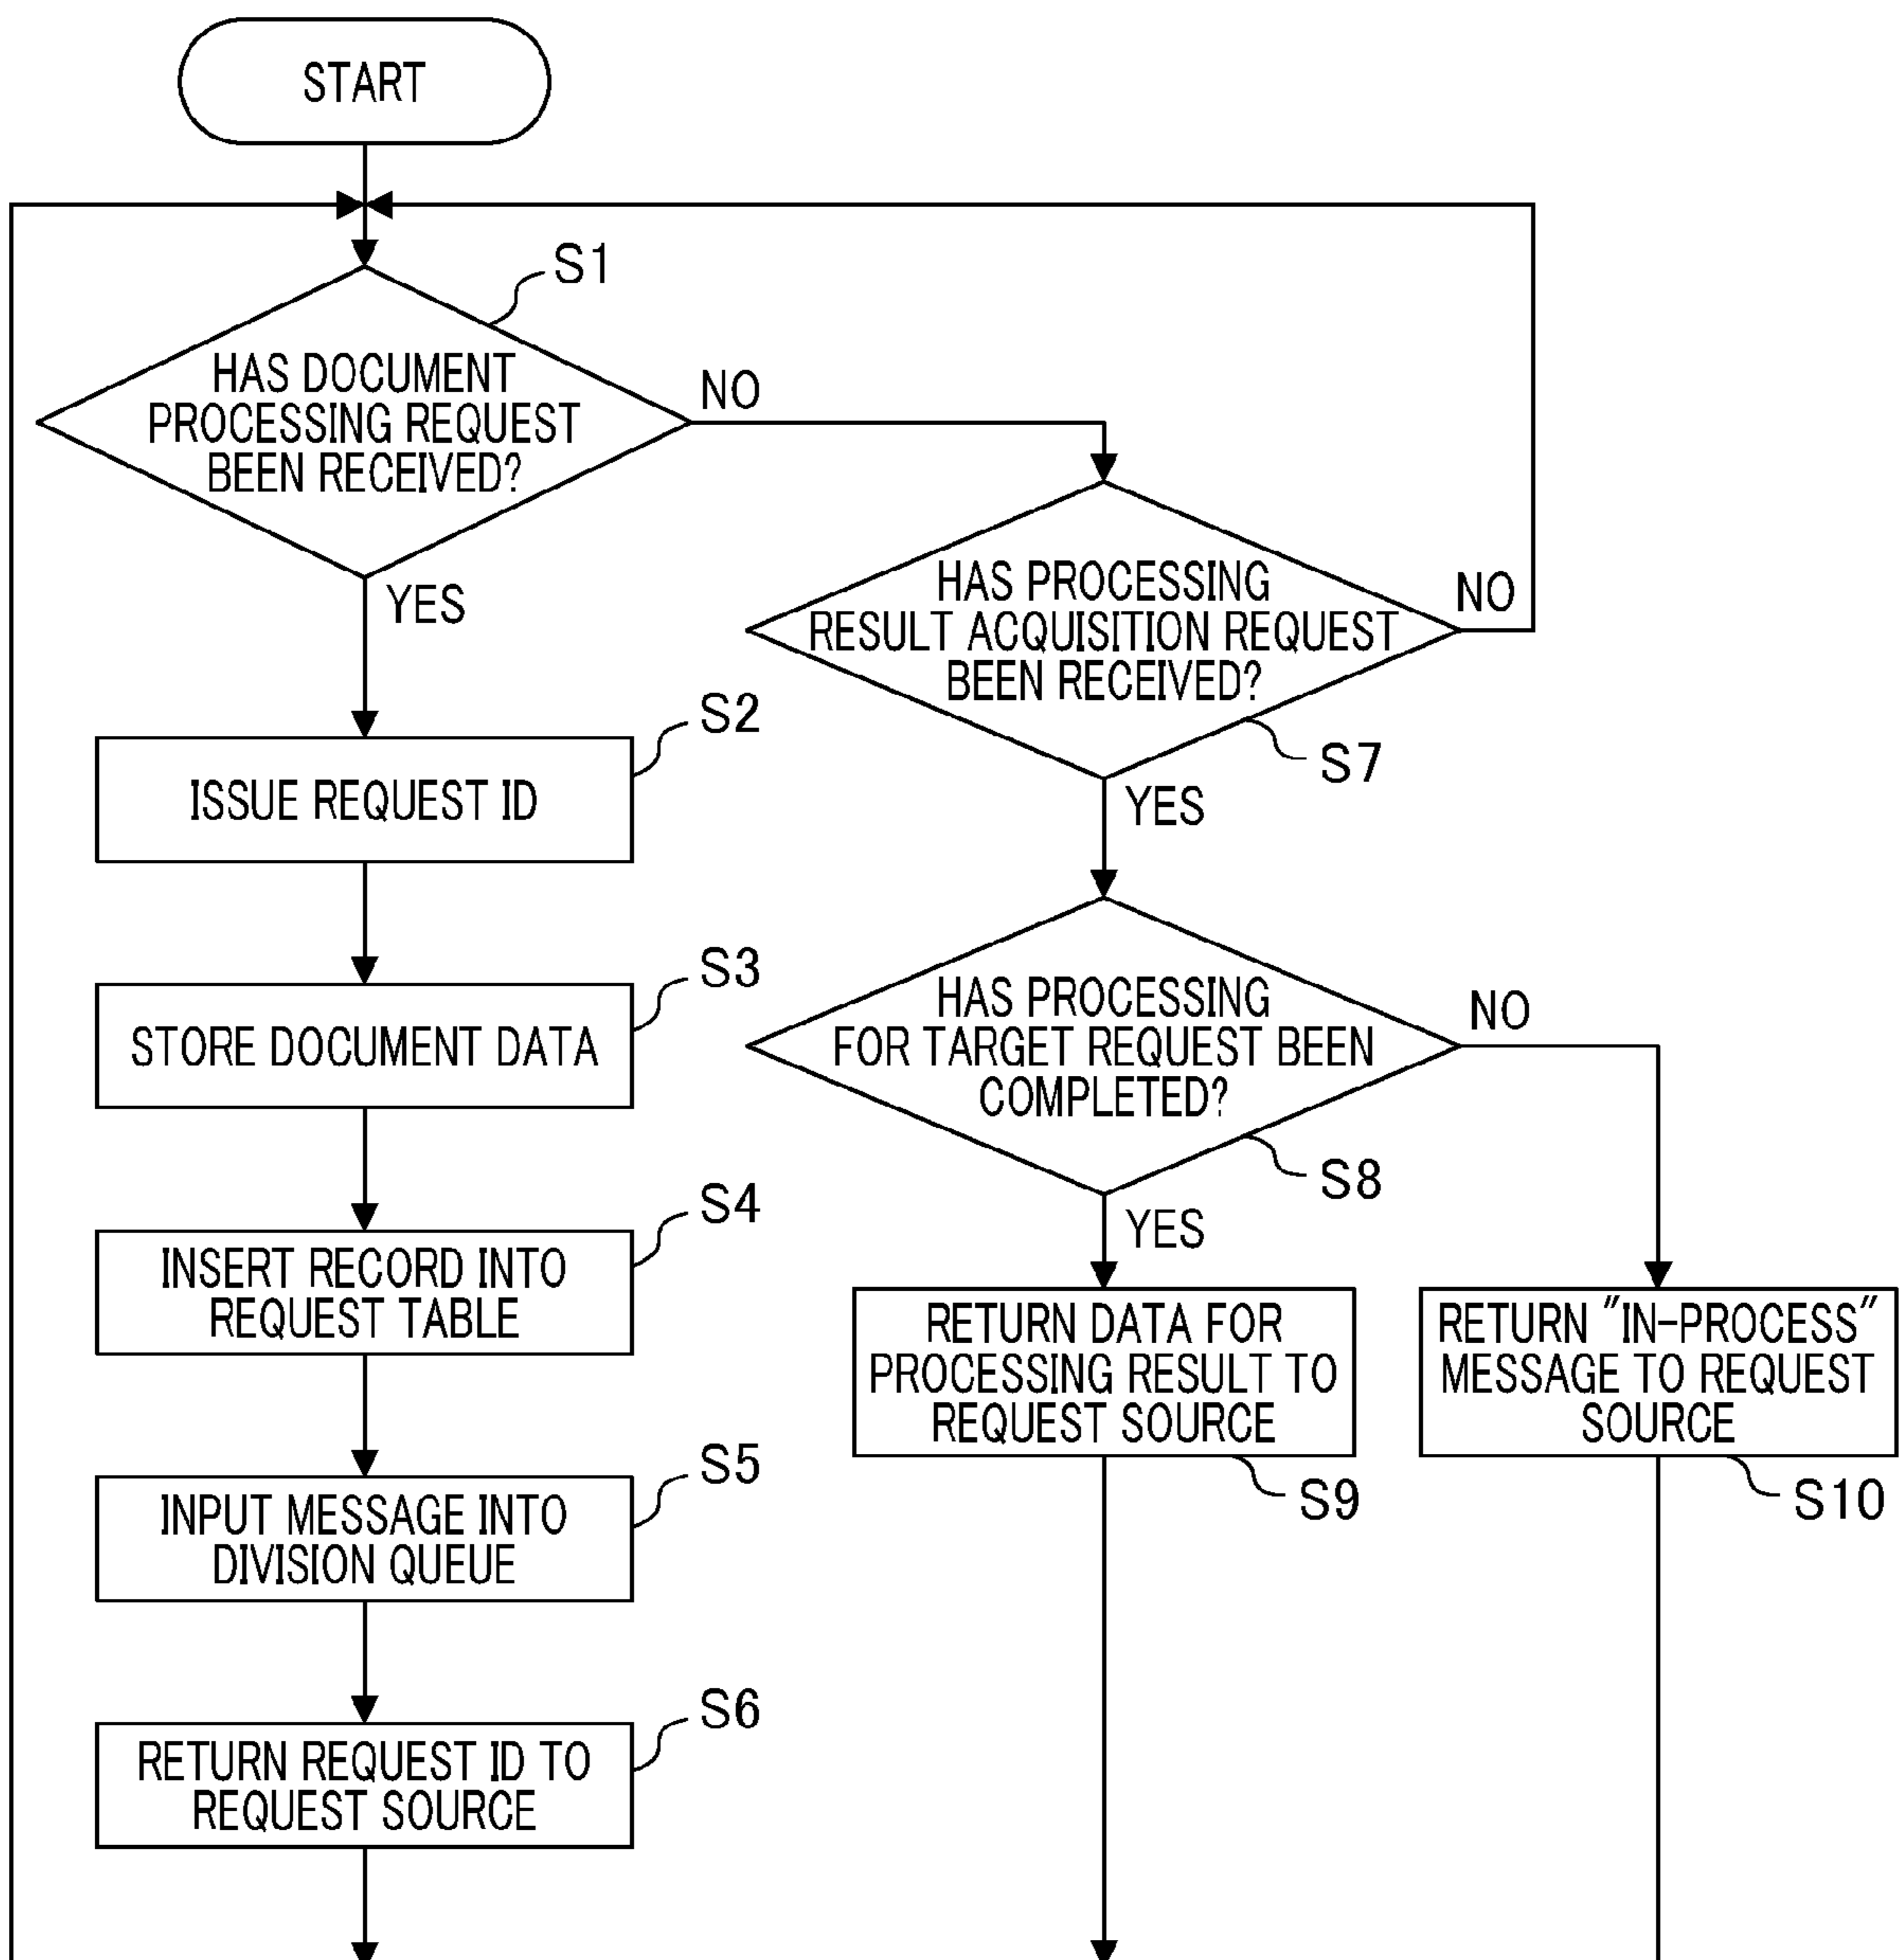 START
S1
HAS DOCUMENT
PROCESSING REQUEST
BEEN RECEIVED?
NO
YES
HAS PROCESSING
RESULT ACQUISITION REQUEST
BEEN RECEIVED?
NO
S7
YES
S2
ISSUE REQUEST ID
S3
STORE DOCUMENT DATA
HAS PROCESSING
FOR TARGET REQUEST BEEN
COMPLETED?
NO
S8
YES
S4
INSERT RECORD INTO
REQUEST TABLE
RETURN DATA FOR
PROCESSING RESULT TO
REQUEST SOURCE
S9
RETURN "IN-PROCESS"
MESSAGE TO REQUEST
SOURCE
S10
S5
INPUT MESSAGE INTO
DIVISION QUEUE
S6
RETURN REQUEST ID TO
REQUEST SOURCE